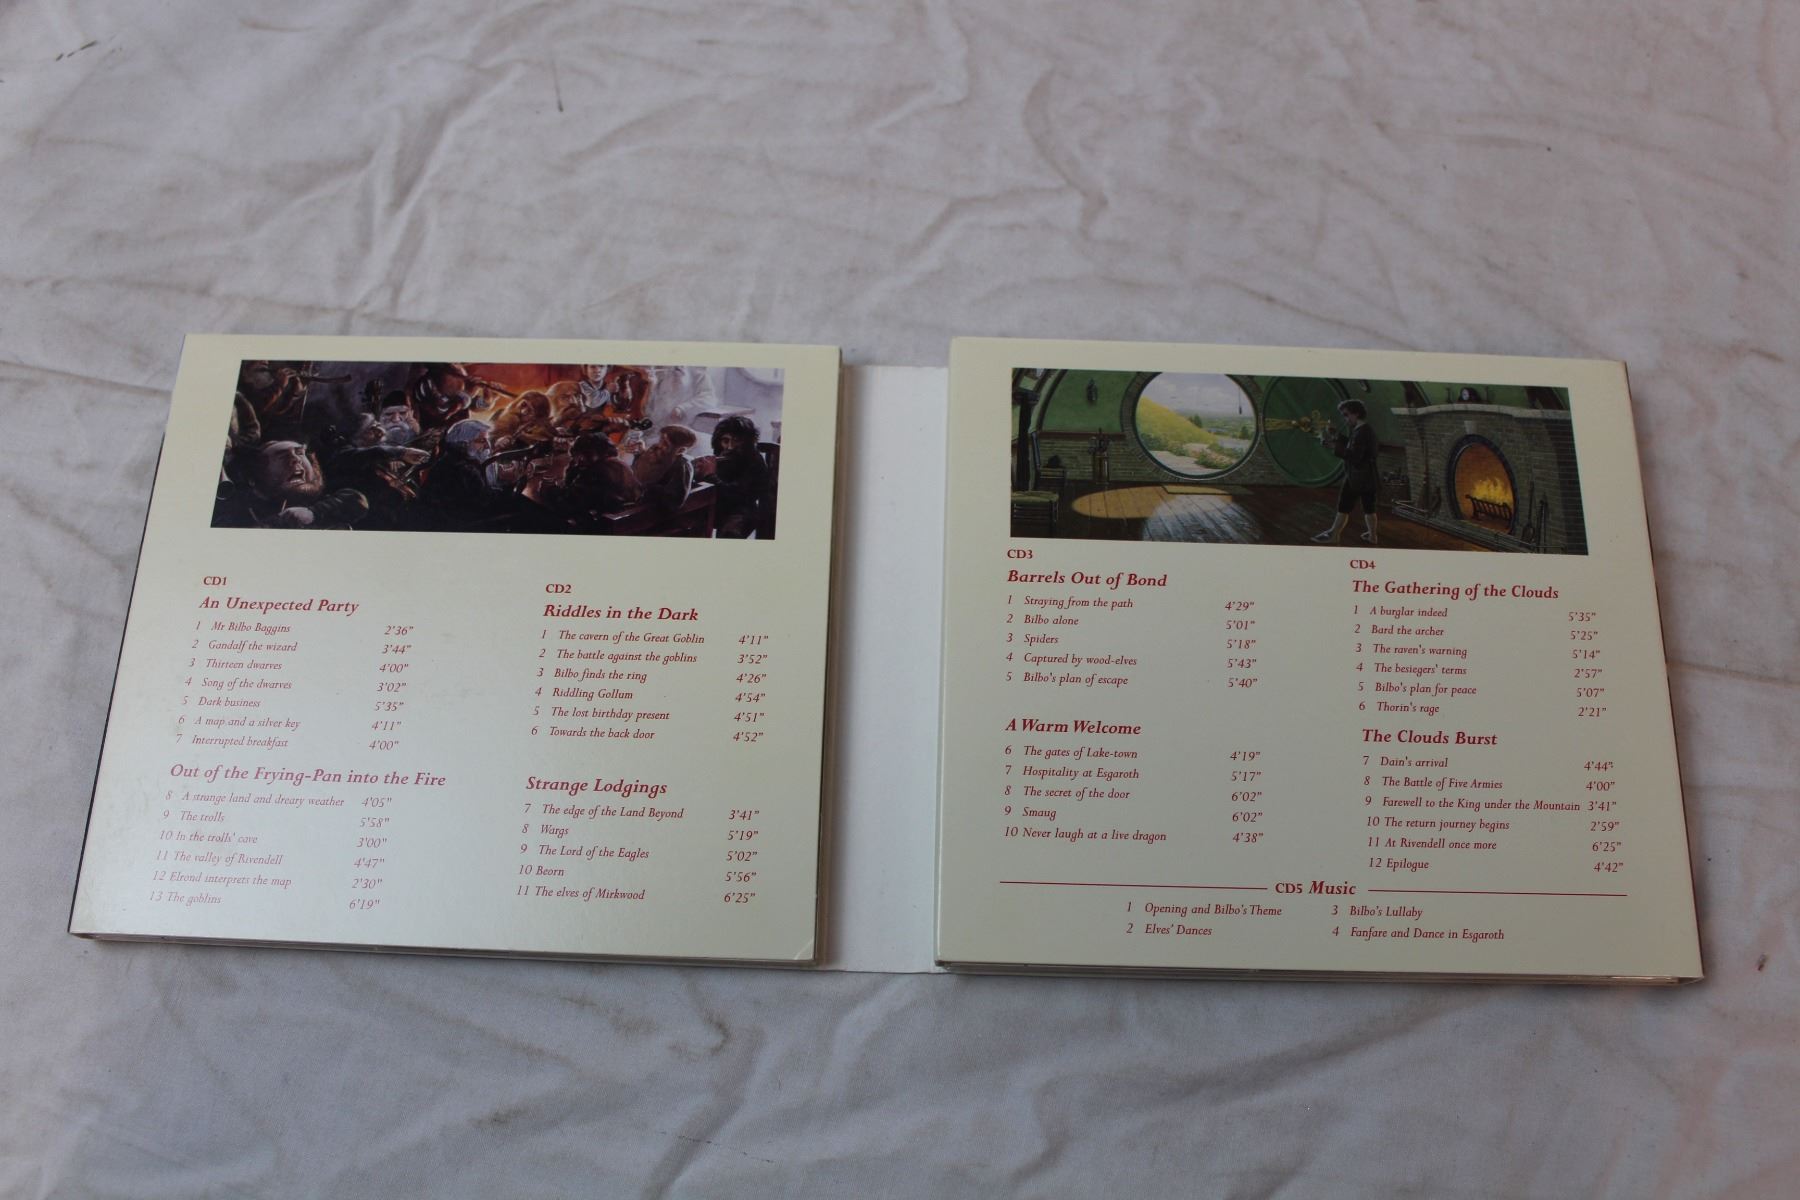 CD1
An Unexpected Party
1 Mr Bilbo Baggins 2'36"
2 Gandalf the wizard 3'44"
3 Thirteen dwarves 4'00"
4 Song of the dwarves 3'02"
5 Dark business 5'35"
6 A map and a silver key 4'11"
7 Interrupted breakfast 4'00"
Out of the Frying-Pan into the Fire
8 A strange land and dreary weather 4'05"
9 The trolls 5'58"
10 In the trolls' cave 3'00"
11 The valley of Rivendell 4'47"
12 Elrond interprets the map 2'30"
13 The goblins 6'19"
CD2
Riddles in the Dark
1 The cavern of the Great Goblin 4'11"
2 The battle against the goblins 3'52"
3 Bilbo finds the ring 4'26"
4 Riddling Gollum 4'54"
5 The lost birthday present 4'51"
6 Towards the back door 4'52"
Strange Lodgings
7 The edge of the Land Beyond 3'41"
8 Wargs 5'19"
9 The Lord of the Eagles 5'02"
10 Beorn 5'56"
11 The elves of Mirkwood 6'25"
CD3
Barrels Out of Bond
1 Straying from the path 4'29"
2 Bilbo alone 5'01"
3 Spiders 5'18"
4 Captured by wood-elves 5'43"
5 Bilbo's plan of escape 5'40"
A Warm Welcome
6 The gates of Lake-town 4'19"
7 Hospitality at Esgaroth 5'17"
8 The secret of the door 6'02"
9 Smaug 6'02"
10 Never laugh at a live dragon 4'38"
CD4
The Gathering of the Clouds
1 A burglar indeed 5'35"
2 Bard the archer 5'25"
3 The raven's warning 5'14"
4 The besiegers' terms 2'57"
5 Bilbo's plan for peace 5'07"
6 Thorin's rage 2'21"
The Clouds Burst
7 Dain's arrival 4'44"
8 The Battle of Five Armies 4'00"
9 Farewell to the King under the Mountain 3'41"
10 The return journey begins 2'59"
11 At Rivendell once more 6'25"
12 Epilogue 4'42"
CD5 Music
1 Opening and Bilbo's Theme
2 Elves' Dances
3 Bilbo's Lullaby
4 Fanfare and Dance in Esgaroth